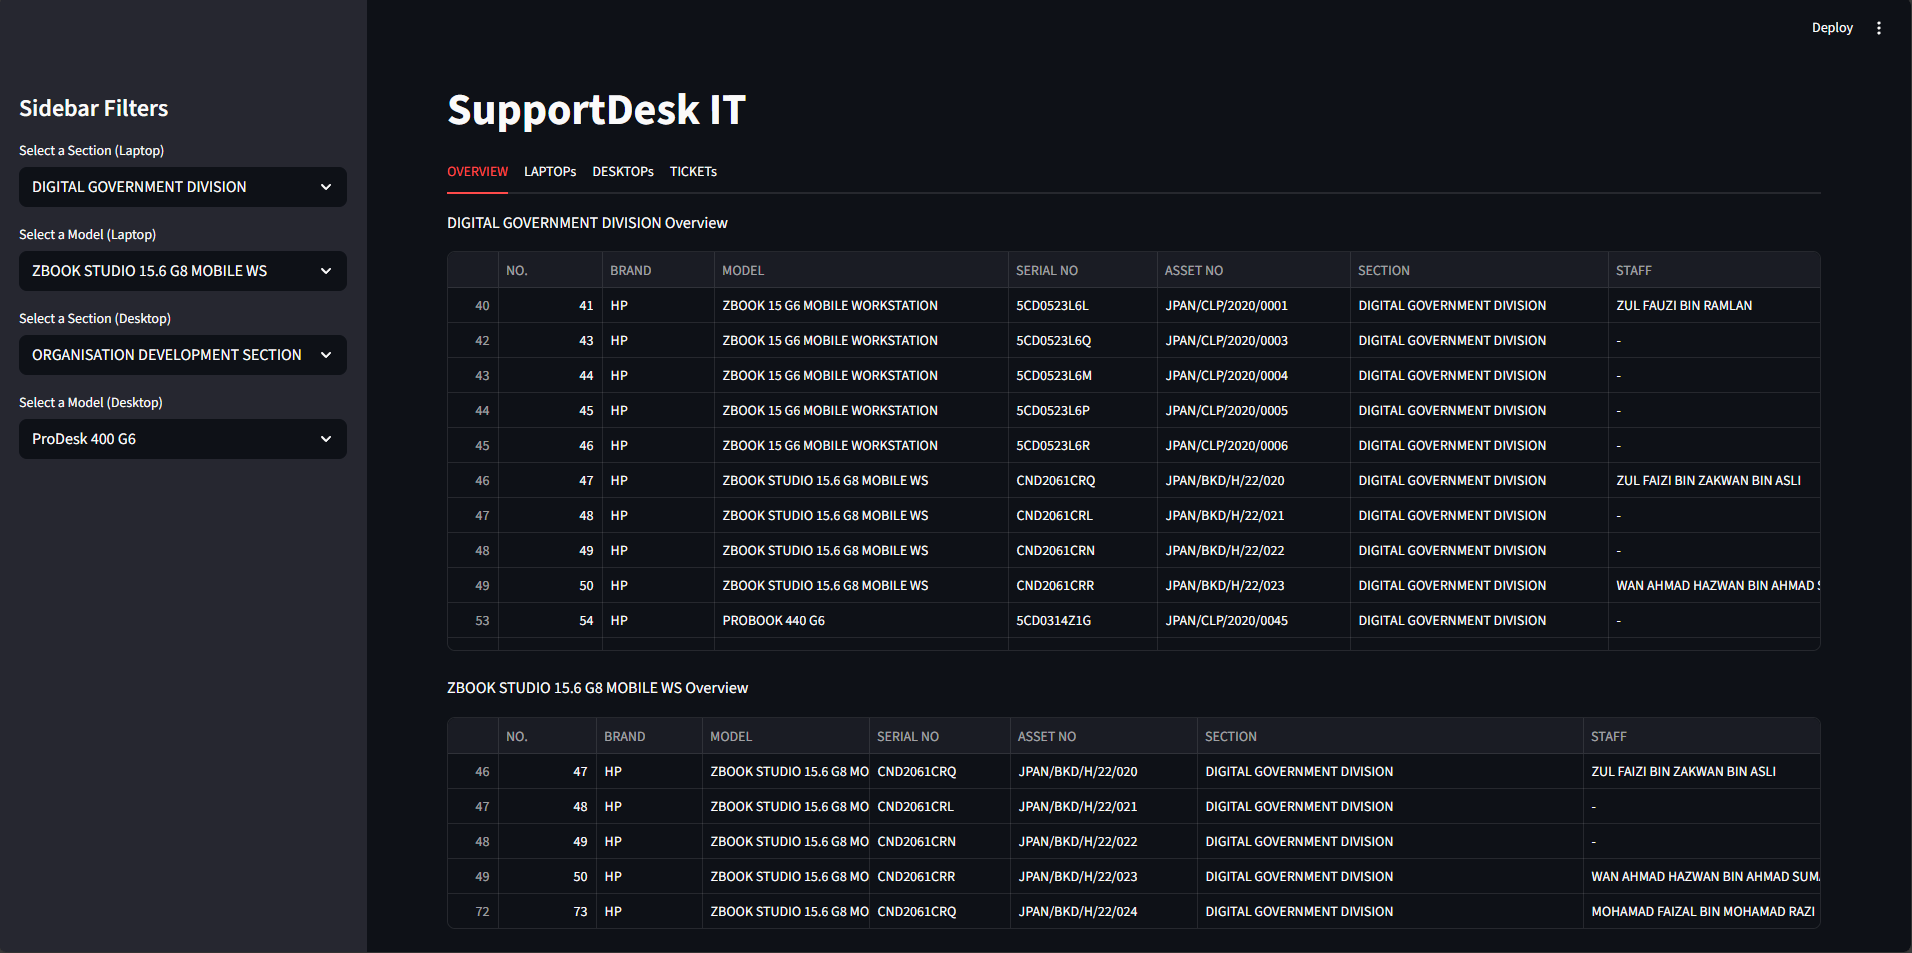 Deploy
Sidebar Filters
Select a Section (Laptop)
DIGITAL GOVERNMENT DIVISION
Select a Model (Laptop)
ZBOOK STUDIO 15.6 G8 MOBILE WS
Select a Section (Desktop)
ORGANISATION DEVELOPMENT SECTION
Select a Model (Desktop)
ProDesk 400 G6
SupportDesk IT
OVERVIEW LAPTOPs DESKTOPs TICKETs
DIGITAL GOVERNMENT DIVISION Overview
NO. BRAND MODEL SERIAL NO ASSET NO SECTION STAFF
40 41 HP ZBOOK 15 G6 MOBILE WORKSTATION 5CD0523L6L JPAN/CLP/2020/0001 DIGITAL GOVERNMENT DIVISION ZUL FAUZI BIN RAMLAN
42 43 HP ZBOOK 15 G6 MOBILE WORKSTATION 5CD0523L6Q JPAN/CLP/2020/0003 DIGITAL GOVERNMENT DIVISION -
43 44 HP ZBOOK 15 G6 MOBILE WORKSTATION 5CD0523L6M JPAN/CLP/2020/0004 DIGITAL GOVERNMENT DIVISION -
44 45 HP ZBOOK 15 G6 MOBILE WORKSTATION 5CD0523L6P JPAN/CLP/2020/0005 DIGITAL GOVERNMENT DIVISION -
45 46 HP ZBOOK 15 G6 MOBILE WORKSTATION 5CD0523L6R JPAN/CLP/2020/0006 DIGITAL GOVERNMENT DIVISION -
46 47 HP ZBOOK STUDIO 15.6 G8 MOBILE WS CND2061CRQ JPAN/BKD/H/22/020 DIGITAL GOVERNMENT DIVISION ZUL FAIZI BIN ZAKWAN BIN ASLI
47 48 HP ZBOOK STUDIO 15.6 G8 MOBILE WS CND2061CRL JPAN/BKD/H/22/021 DIGITAL GOVERNMENT DIVISION -
48 49 HP ZBOOK STUDIO 15.6 G8 MOBILE WS CND2061CRN JPAN/BKD/H/22/022 DIGITAL GOVERNMENT DIVISION -
49 50 HP ZBOOK STUDIO 15.6 G8 MOBILE WS CND2061CRR JPAN/BKD/H/22/023 DIGITAL GOVERNMENT DIVISION WAN AHMAD HAZWAN BIN AHMAD S
53 54 HP PROBOOK 440 G6 5CD0314Z1G JPAN/CLP/2020/0045 DIGITAL GOVERNMENT DIVISION -
ZBOOK STUDIO 15.6 G8 MOBILE WS Overview
NO. BRAND MODEL SERIAL NO ASSET NO SECTION STAFF
46 47 HP ZBOOK STUDIO 15.6 G8 MO CND2061CRQ JPAN/BKD/H/22/020 DIGITAL GOVERNMENT DIVISION ZUL FAIZI BIN ZAKWAN BIN ASLI
47 48 HP ZBOOK STUDIO 15.6 G8 MO CND2061CRL JPAN/BKD/H/22/021 DIGITAL GOVERNMENT DIVISION -
48 49 HP ZBOOK STUDIO 15.6 G8 MO CND2061CRN JPAN/BKD/H/22/022 DIGITAL GOVERNMENT DIVISION -
49 50 HP ZBOOK STUDIO 15.6 G8 MO CND2061CRR JPAN/BKD/H/22/023 DIGITAL GOVERNMENT DIVISION WAN AHMAD HAZWAN BIN AHMAD SUM
72 73 HP ZBOOK STUDIO 15.6 G8 MO CND2061CRQ JPAN/BKD/H/22/024 DIGITAL GOVERNMENT DIVISION MOHAMAD FAIZAL BIN MOHAMAD RAZI